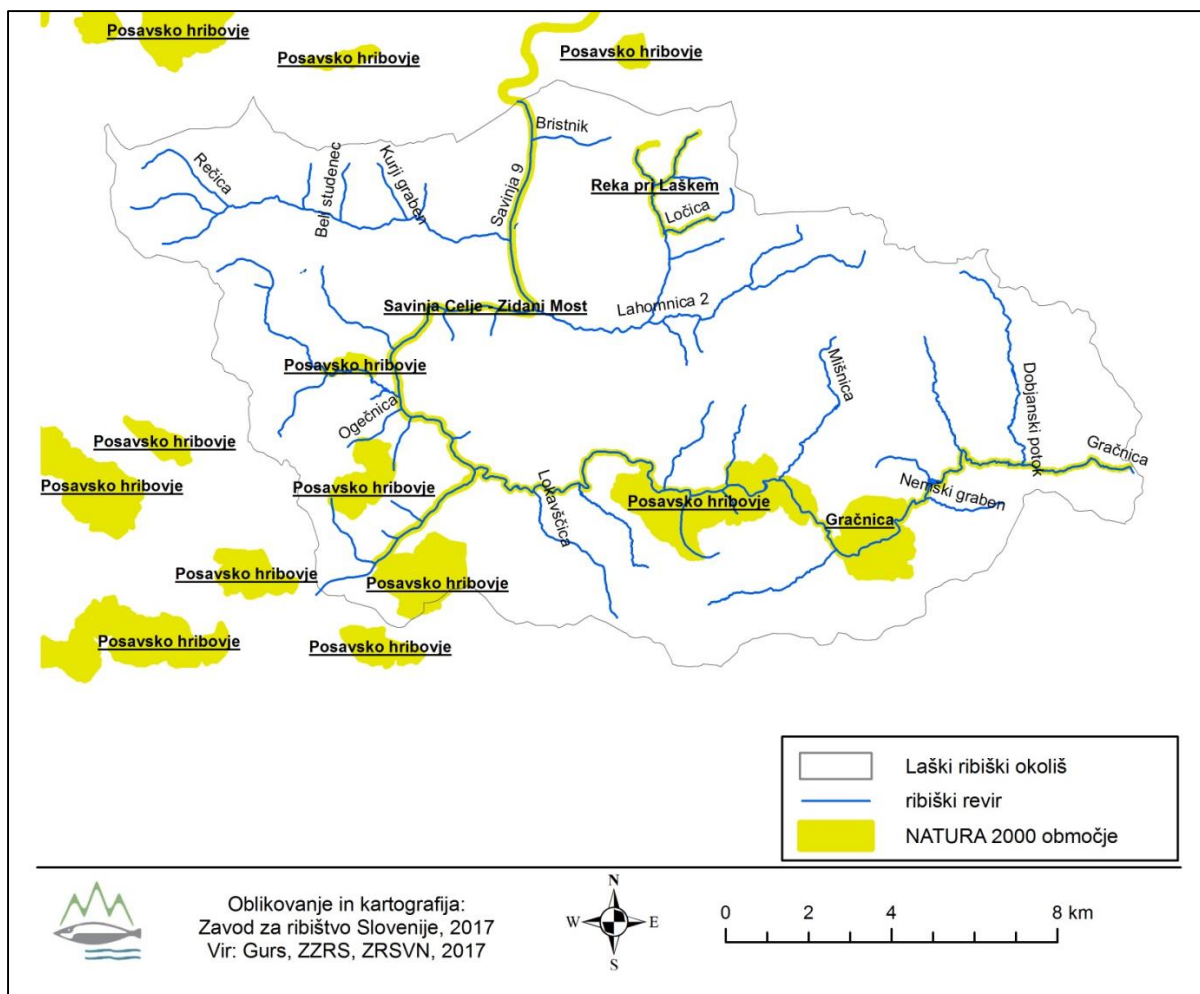 Posavsko hribovje
Posavsko hribovje
Posavsko hribovje
Bristnik
Rečica
Beli studenec
Kurji graben
Savinja 9
Reka pri Laškem
Ločica
Savinja Celje - Zidani Most
Lahomnica 2
Posavsko hribovje
Mišnica
Dobjanski potok
Ogečnica
Posavsko hribovje
Gračnica
Posavsko hribovje
Posavsko hribovje
Lokavščica
Posavsko hribovje
Nemški graben
Gračnica
Posavsko hribovje
Posavsko hribovje
Posavsko hribovje
Posavsko hribovje
Laški ribiški okoliš
ribiški revir
NATURA 2000 območje
Oblikovanje in kartografija:
Zavod za ribištvo Slovenije, 2017
Vir: Gurs, ZZRS, ZRSVN, 2017
N
W E
S
0 2 4 8 km